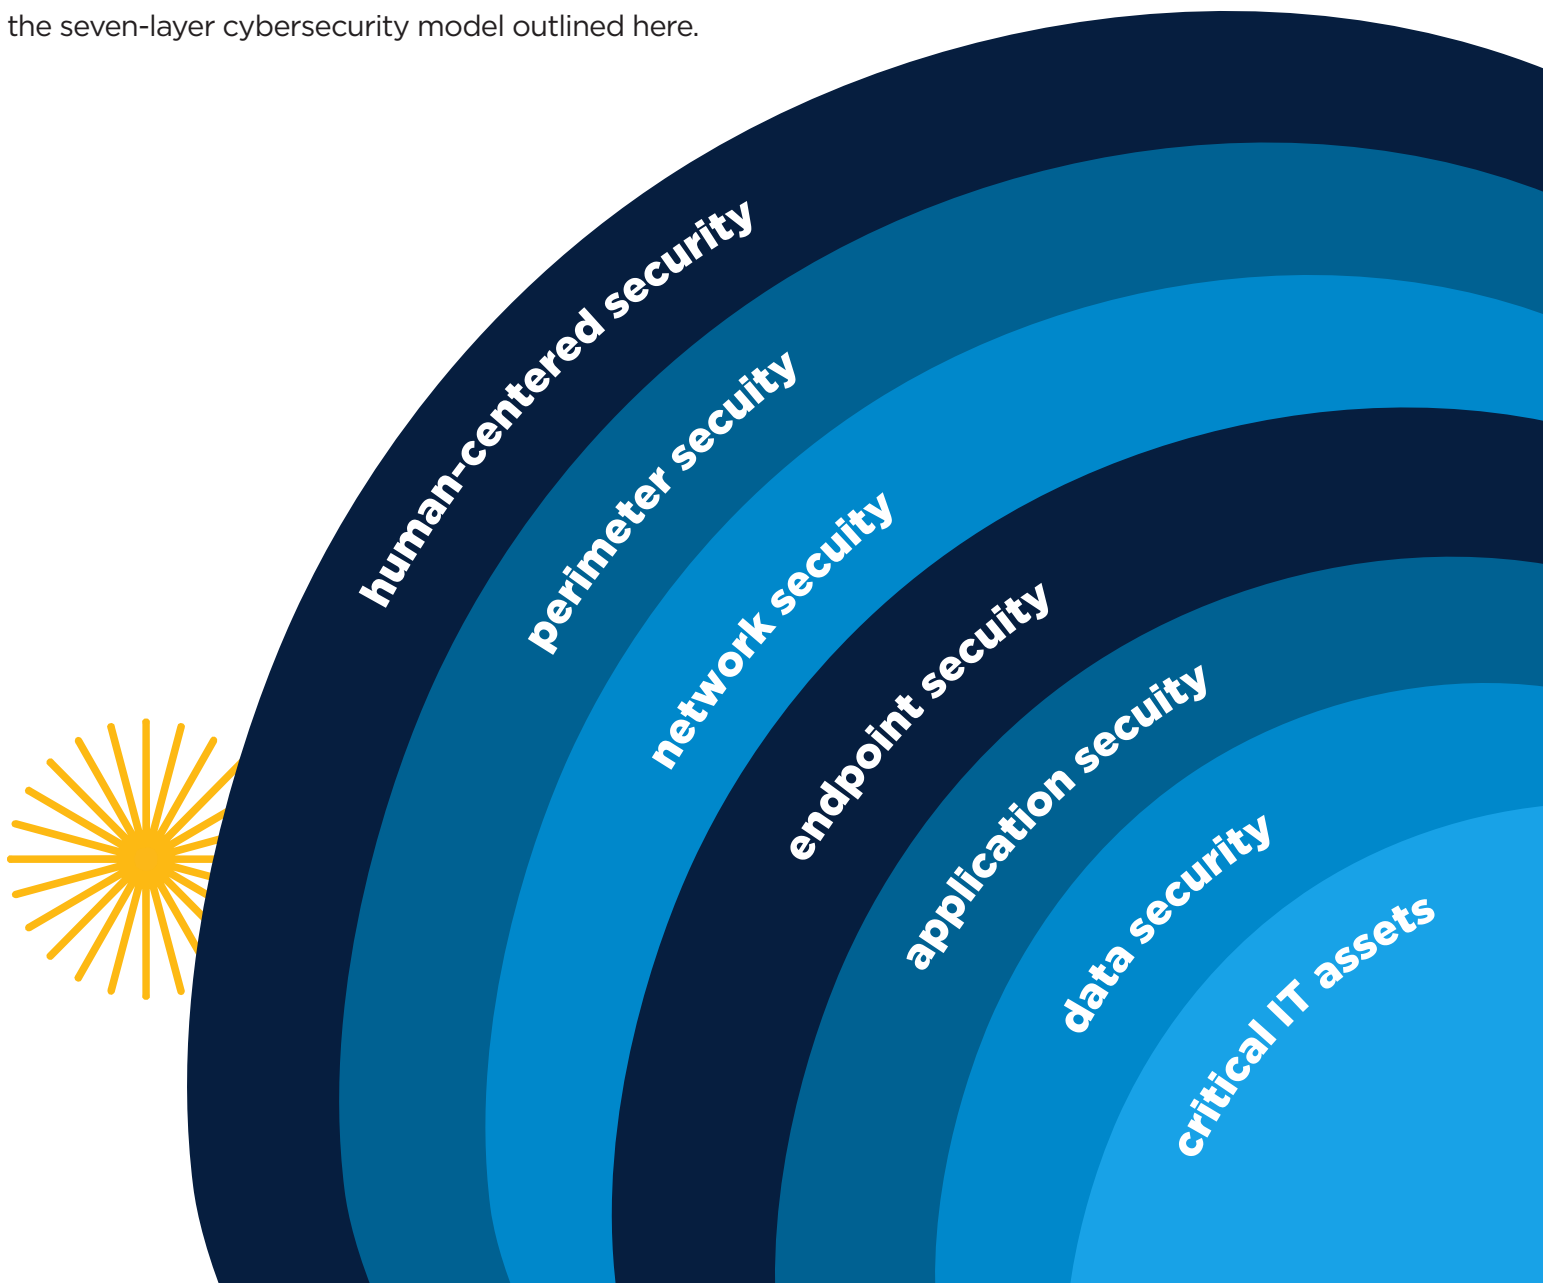 the seven-layer cybersecurity model outlined here.
human-centered security
perimeter secuity
network secuity
endpoint secuity
application secuity
data security
critical IT assets